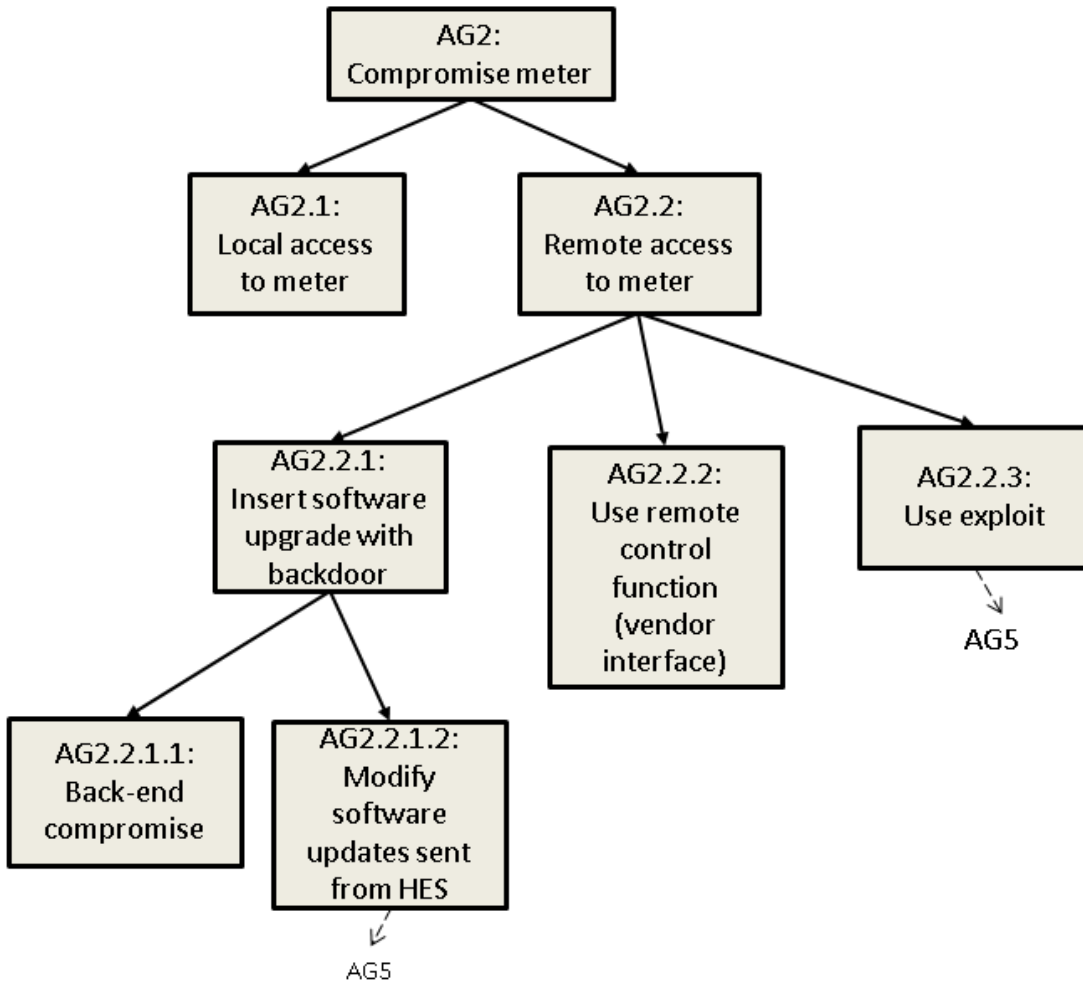 AG2:
Compromise meter
AG2.1:
Local access
to meter
AG2.2:
Remote access
to meter
AG2.2.1:
Insert software
upgrade with
backdoor
AG2.2.2:
Use remote
control
function
(vendor
interface)
AG2.2.3:
Use exploit
AG5
AG2.2.1.1:
Back-end
compromise
AG2.2.1.2:
Modify
software
updates sent
from HES
AG5